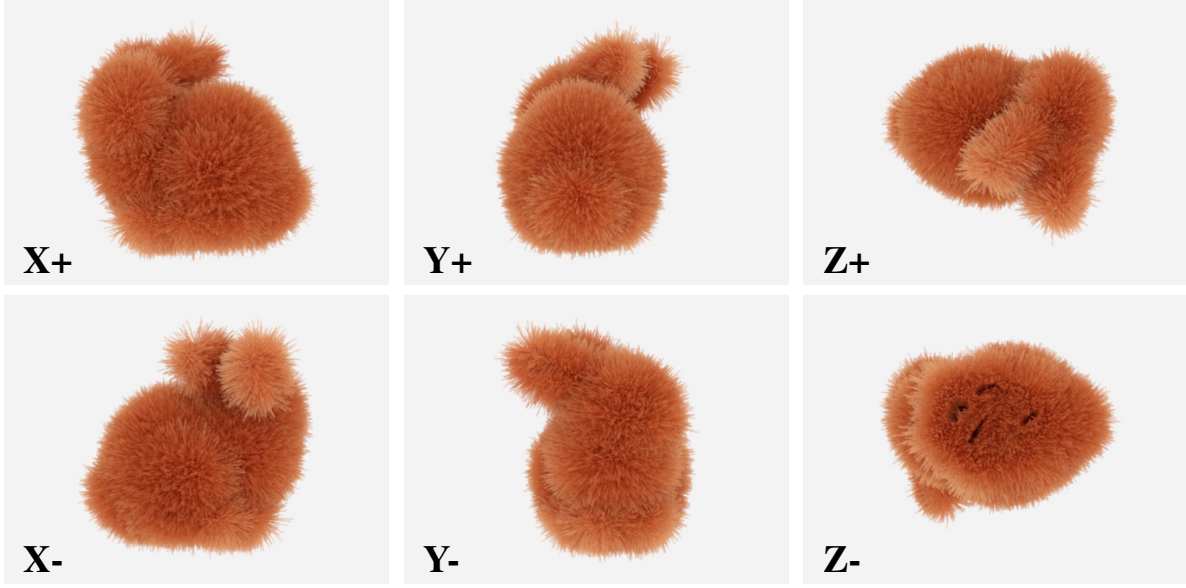 X+
Y+
Z+
X-
Y-
Z-